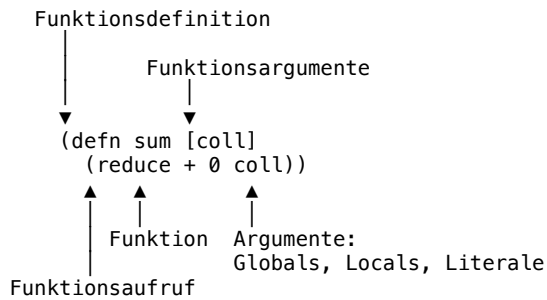 Funktionsdefinition
Funktionsargumente
(defn sum [coll]
(reduce + 0 coll))
Funktion Argumente:
Globals, Locals, Literale
Funktionsaufruf